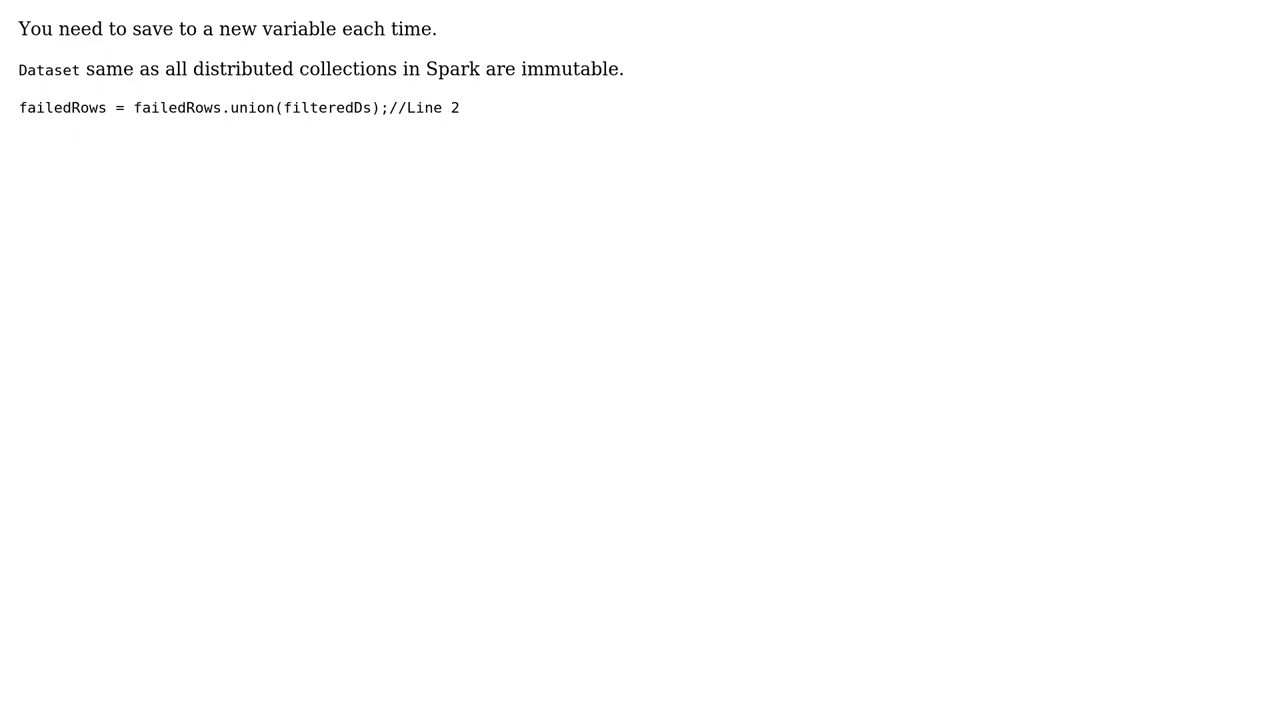 You need to save to a new variable each time.
Dataset same as all distributed collections in Spark are immutable.
failedRows = failedRows.union(filteredDs);//Line 2